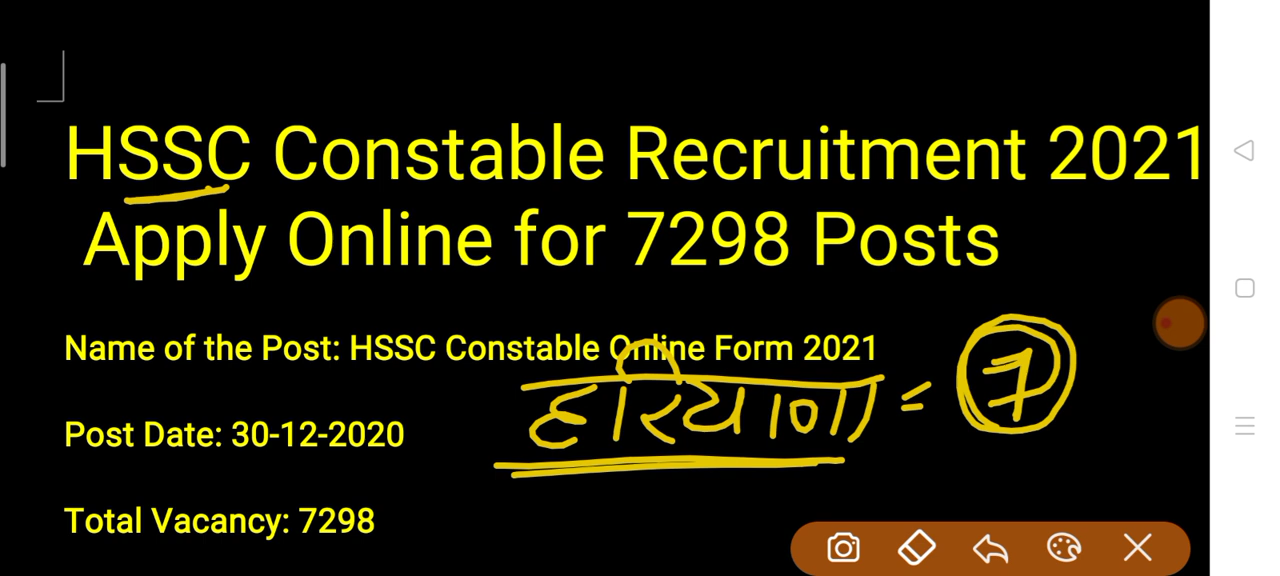 HSSC Constable Recruitment 2021
Apply Online for 7298 Posts
Name of the Post: HSSC Constable Online Form 2021
हरियाणा = 7
Post Date: 30-12-2020
Total Vacancy: 7298